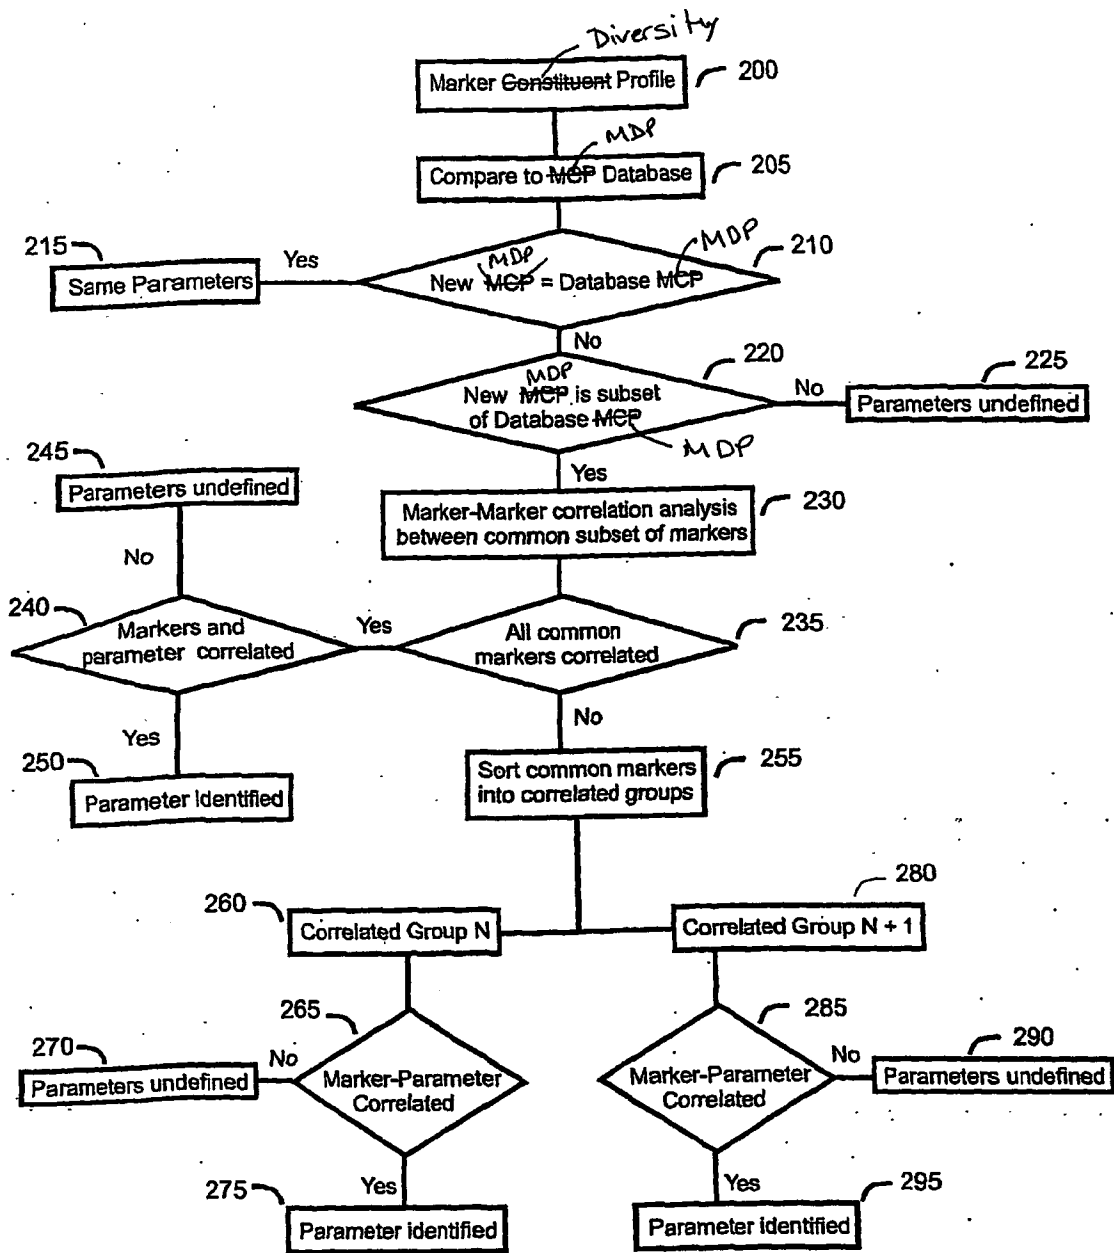 Diversity
Marker Constituent Profile
200
MDP
Compare to MCP Database
205
215
Yes
MDP
MDP
210
Same Parameters
New MCP = Database MCP
No
220
225
MDP
New MCP is subset
of Database MCP
No
Parameters undefined
MDP
245
Yes
Parameters undefined
Marker-Marker correlation analysis
between common subset of markers
230
No
240
Markers and
parameter correlated
Yes
All common
markers correlated
235
Yes
No
250
Parameter identified
Sort common markers
into correlated groups
255
260
280
Correlated Group N
Correlated Group N + 1
265
285
270
No
Parameters undefined
Marker-Parameter
Correlated
Marker-Parameter
Correlated
No
290
Parameters undefined
275
Yes
Yes
295
Parameter identified
Parameter identified